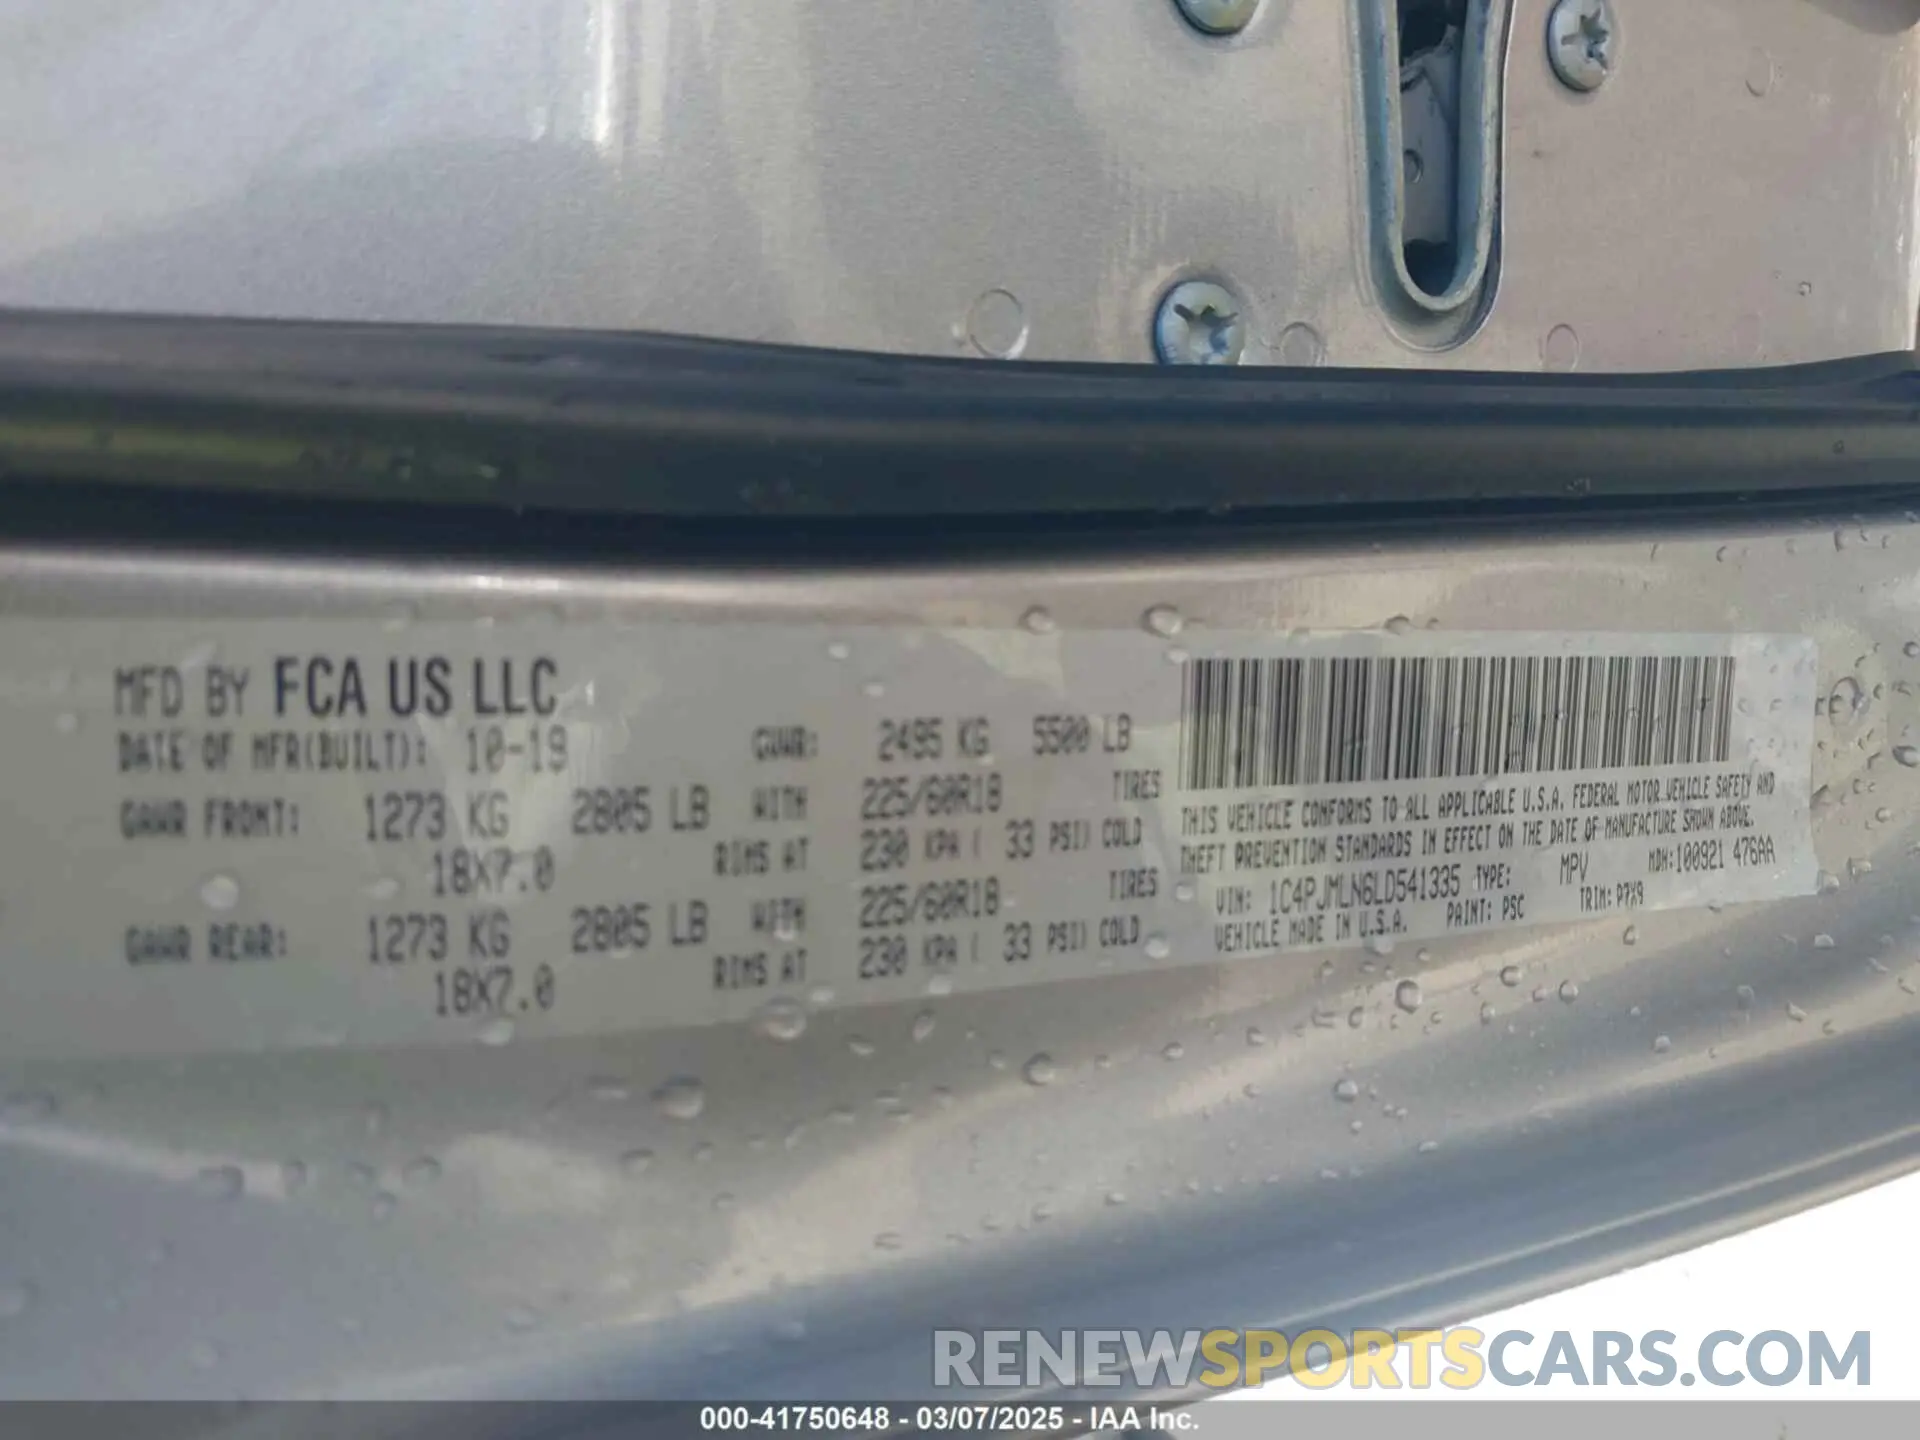 MFD BY FCA US LLC
DATE OF MFR(BUILT): 10-19 GVWR: 2495 KG 5500 LB
GAWR FRONT: 1273 KG 2805 LB WITH 225/60R18 TIRES
18X7.0 RIMS AT 230 KPA ( 33 PSI) COLD
GAWR REAR: 1273 KG 2805 LB WITH 225/60R18 TIRES
18X7.0 RIMS AT 230 KPA ( 33 PSI) COLD
THIS VEHICLE CONFORMS TO ALL APPLICABLE U.S.A. FEDERAL MOTOR VEHICLE SAFETY AND
THEFT PREVENTION STANDARDS IN EFFECT ON THE DATE OF MANUFACTURE SHOWN ABOVE.
VIN: 1C4PJMLN6LD541335 TYPE: MPV MDH:100921 476AA
VEHICLE MADE IN U.S.A. PAINT: PSC TRIM: P7X9
RENEWSPORTSCARS.COM
000-41750648 - 03/07/2025 - IAA Inc.